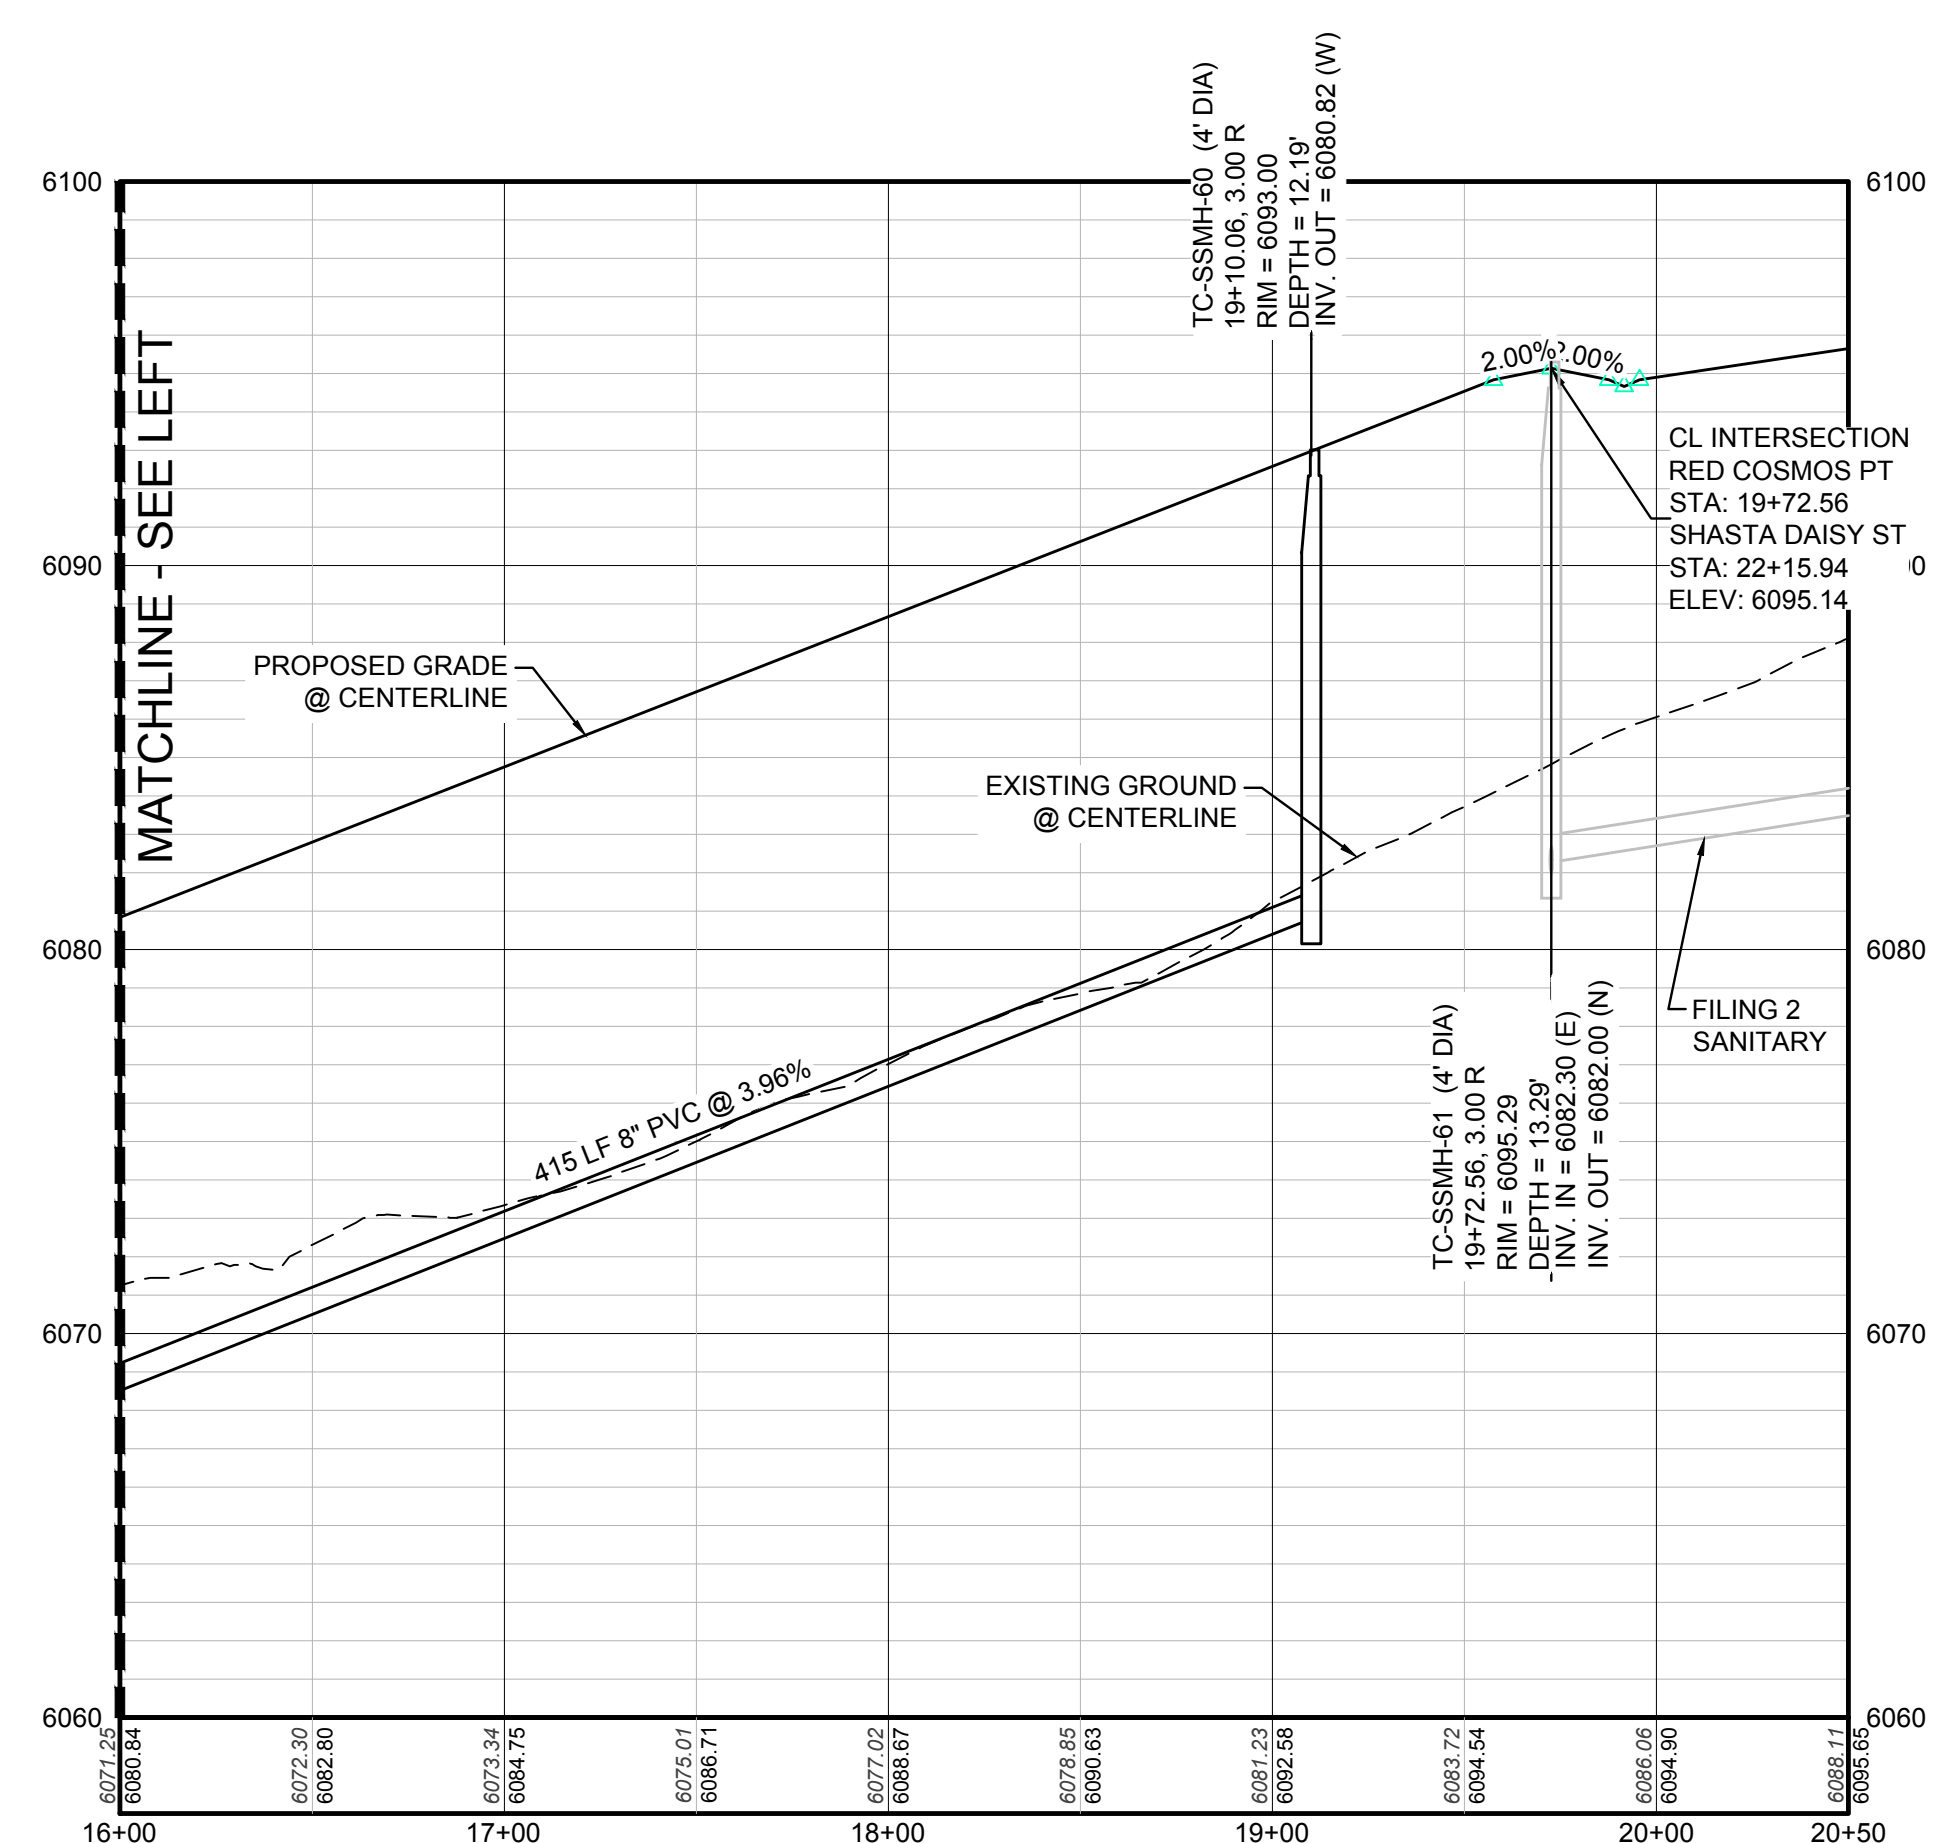 TC-SSMH-60 (4' DIA)
19+10.06, 3.00 R
RIM = 6093.00
DEPTH = 12.19'
INV. OUT = 6080.82 (W)
6100
6100
MATCHLINE - SEE LEFT
2.00%
2.00%
CL INTERSECTION
RED COSMOS PT
STA: 19+72.56
SHASTA DAISY ST
STA: 22+15.94
ELEV: 6095.14
6090
0
PROPOSED GRADE
@ CENTERLINE
EXISTING GROUND
@ CENTERLINE
6080
6080
415 LF 8" PVC @ 3.96%
TC-SSMH-61 (4' DIA)
19+72.56, 3.00 R
RIM = 6095.29
DEPTH = 13.29'
INV. IN = 6082.30 (E)
INV. OUT = 6082.00 (N)
FILING 2
SANITARY
6070
6070
6060
6060
6071.25
6080.84
6072.30
6082.80
6073.34
6084.75
6075.01
6086.71
6077.02
6088.67
6078.85
6090.63
6081.23
6092.58
6083.72
6094.54
6086.06
6094.90
6088.11
6095.65
16+00
17+00
18+00
19+00
20+00
20+50